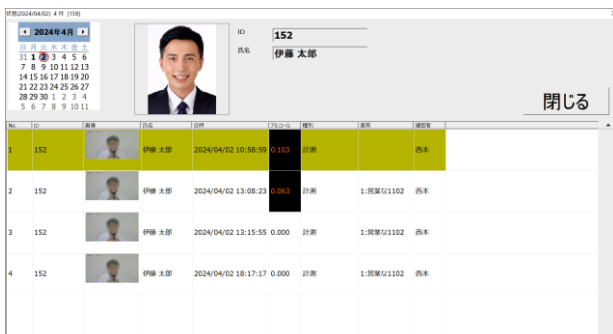 状態(2024/04/02) 4 件 [159]
2024年4月
日 月 火 水 木 金 土
31 1 2 3 4 5 6
7 8 9 10 11 12 13
14 15 16 17 18 19 20
21 22 23 24 25 26 27
28 29 30 1 2 3 4
5 6 7 8 9 10 11
ID 152
氏名 伊藤 太郎
閉じる
No. ID 画像 氏名 日時 アルコール 種別 車両 確認者
1 152 伊藤 太郎 2024/04/02 10:58:59 0.103 計測 西本
2 152 伊藤 太郎 2024/04/02 13:08:23 0.063 計測 1:営業な1102 西本
3 152 伊藤 太郎 2024/04/02 13:15:55 0.000 計測 1:営業な1102 西本
4 152 伊藤 太郎 2024/04/02 18:17:17 0.000 計測 1:営業な1102 西本